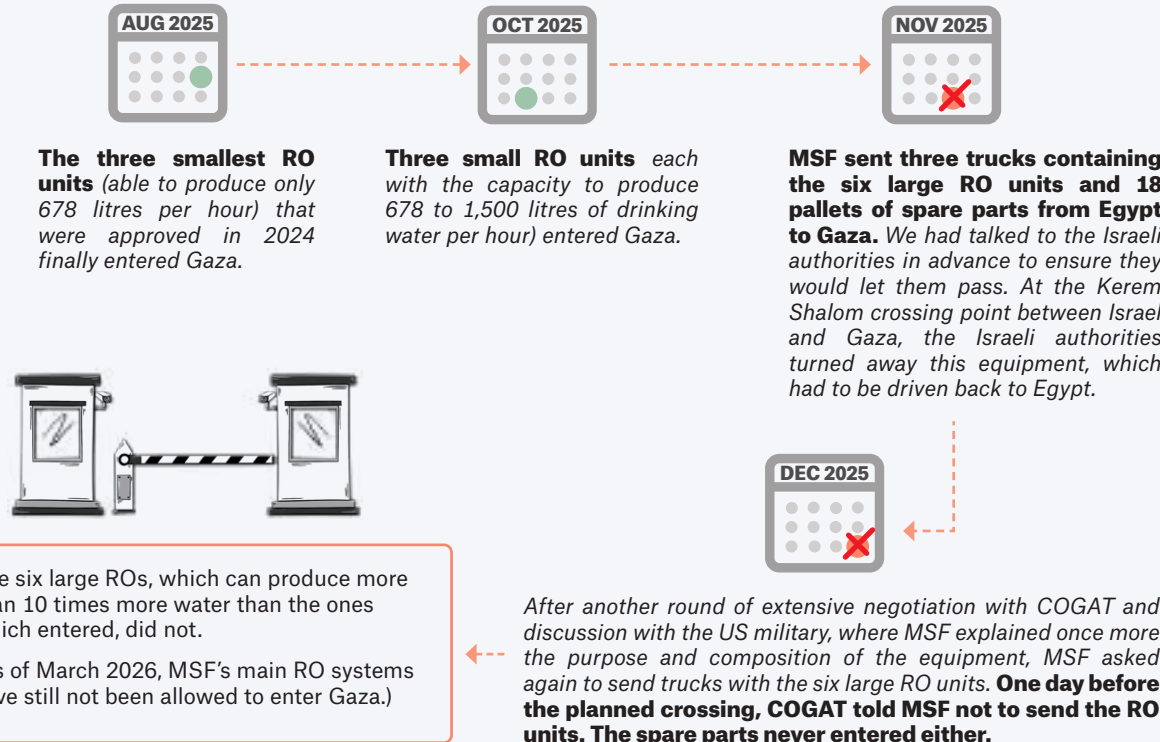 AUG 2025
The three smallest RO
units (able to produce only
678 litres per hour) that
were approved in 2024
finally entered Gaza.
OCT 2025
Three small RO units each
with the capacity to produce
678 to 1,500 litres of drinking
water per hour) entered Gaza.
NOV 2025
MSF sent three trucks containing
the six large RO units and 18
pallets of spare parts from Egypt
to Gaza. We had talked to the Israeli
authorities in advance to ensure they
would let them pass. At the Kerem
Shalom crossing point between Israel
and Gaza, the Israeli authorities
turned away this equipment, which
had to be driven back to Egypt.
DEC 2025
After another round of extensive negotiation with COGAT and
discussion with the US military, where MSF explained once more
the purpose and composition of the equipment, MSF asked
again to send trucks with the six large RO units. One day before
the planned crossing, COGAT told MSF not to send the RO
units. The spare parts never entered either.
six large ROs, which can produce more
10 times more water than the ones
entered, did not.
of March 2026, MSF's main RO systems
still not been allowed to enter Gaza.)